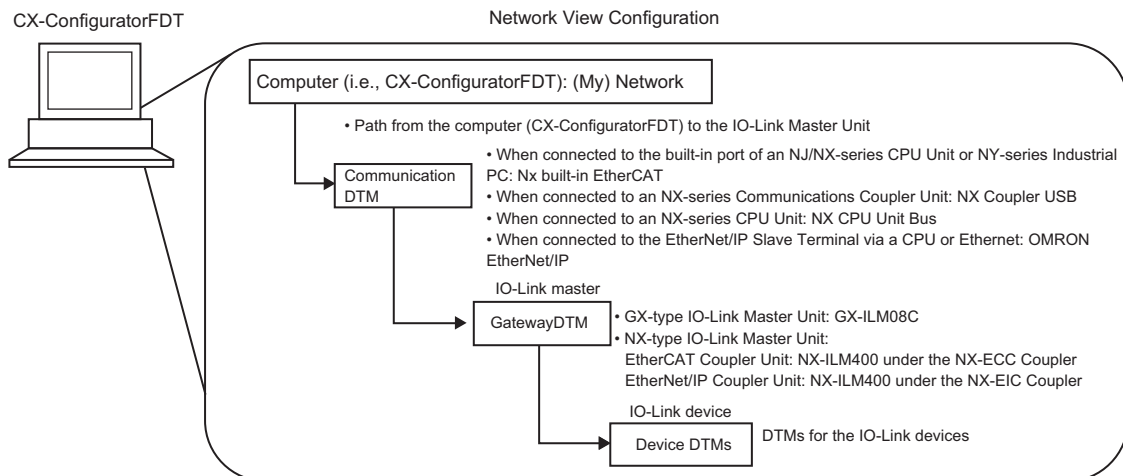 CX-ConfiguratorFDT
Network View Configuration
Computer (i.e., CX-ConfiguratorFDT): (My) Network
• Path from the computer (CX-ConfiguratorFDT) to the IO-Link Master Unit
Communication
DTM
• When connected to the built-in port of an NJ/NX-series CPU Unit or NY-series Industrial
PC: Nx built-in EtherCAT
• When connected to an NX-series Communications Coupler Unit: NX Coupler USB
• When connected to an NX-series CPU Unit: NX CPU Unit Bus
• When connected to the EtherNet/IP Slave Terminal via a CPU or Ethernet: OMRON
EtherNet/IP
IO-Link master
GatewayDTM
• GX-type IO-Link Master Unit: GX-ILM08C
• NX-type IO-Link Master Unit:
EtherCAT Coupler Unit: NX-ILM400 under the NX-ECC Coupler
EtherNet/IP Coupler Unit: NX-ILM400 under the NX-EIC Coupler
IO-Link device
Device DTMs
DTMs for the IO-Link devices